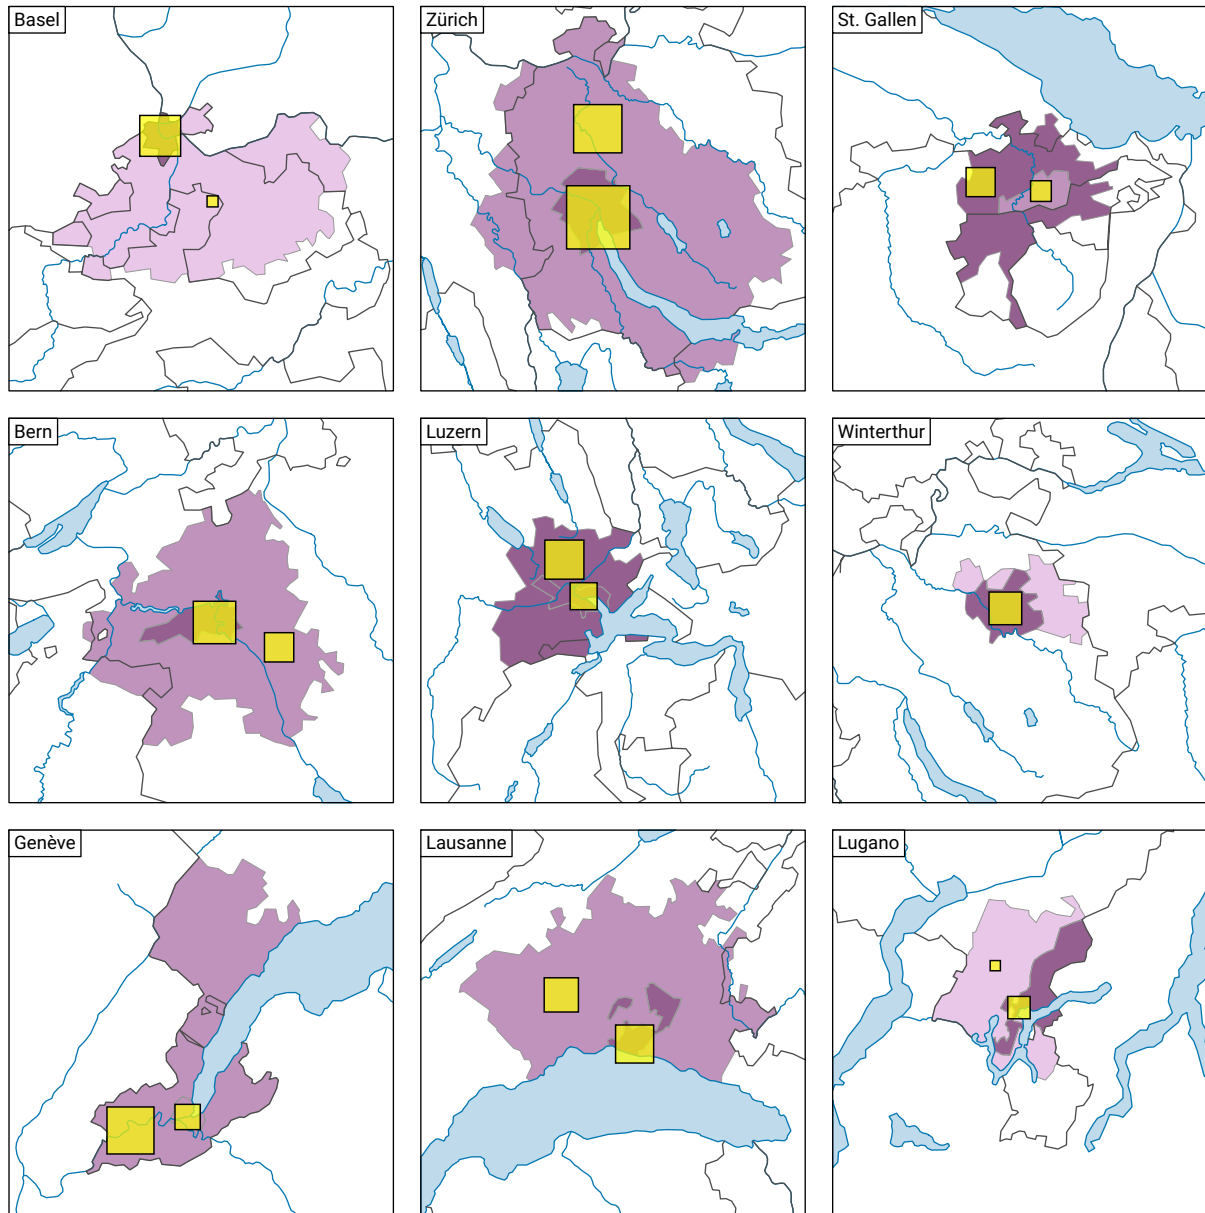 Basel
Zürich
St. Gallen
Bern
Luzern
Winterthur
Genève
Lausanne
Lugano